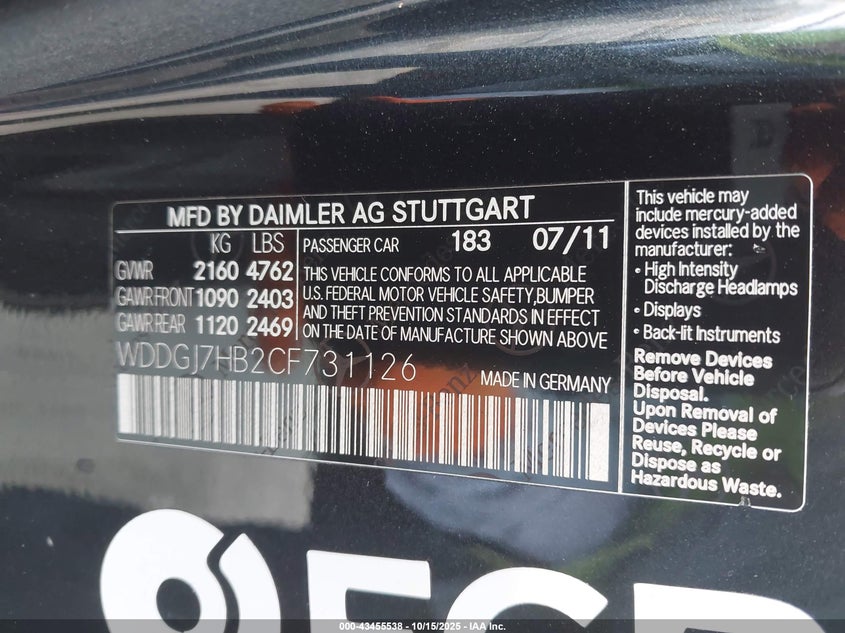 MFD BY DAIMLER AG STUTTGART
KG LBS
GVWR 2160 4762
GAWR FRONT 1090 2403
GAWR REAR 1120 2469
PASSENGER CAR 183 07/11
THIS VEHICLE CONFORMS TO ALL APPLICABLE
U.S. FEDERAL MOTOR VEHICLE SAFETY,BUMPER
AND THEFT PREVENTION STANDARDS IN EFFECT
ON THE DATE OF MANUFACTURE SHOWN ABOVE
WDDGJ7HB2CF731126
MADE IN GERMANY
This vehicle may
include mercury-added
devices installed by the
manufacturer:
• High Intensity
Discharge Headlamps
• Displays
• Back-lit Instruments
Remove Devices
Before Vehicle
Disposal.
Upon Removal of
Devices Please
Reuse, Recycle or
Dispose as
Hazardous Waste.
000-43455538 - 10/15/2025 - IAA Inc.